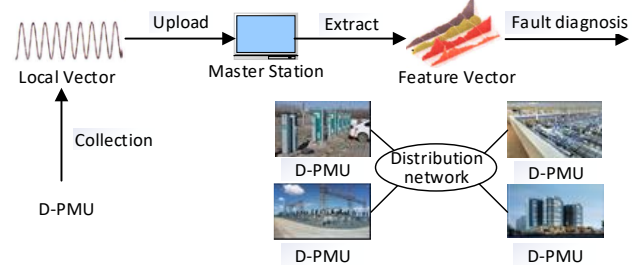 Upload
Extract
Fault diagnosis
Local Vector
Master Station
Feature Vector
Collection
D-PMU
D-PMU
Distribution
network
D-PMU
D-PMU
D-PMU